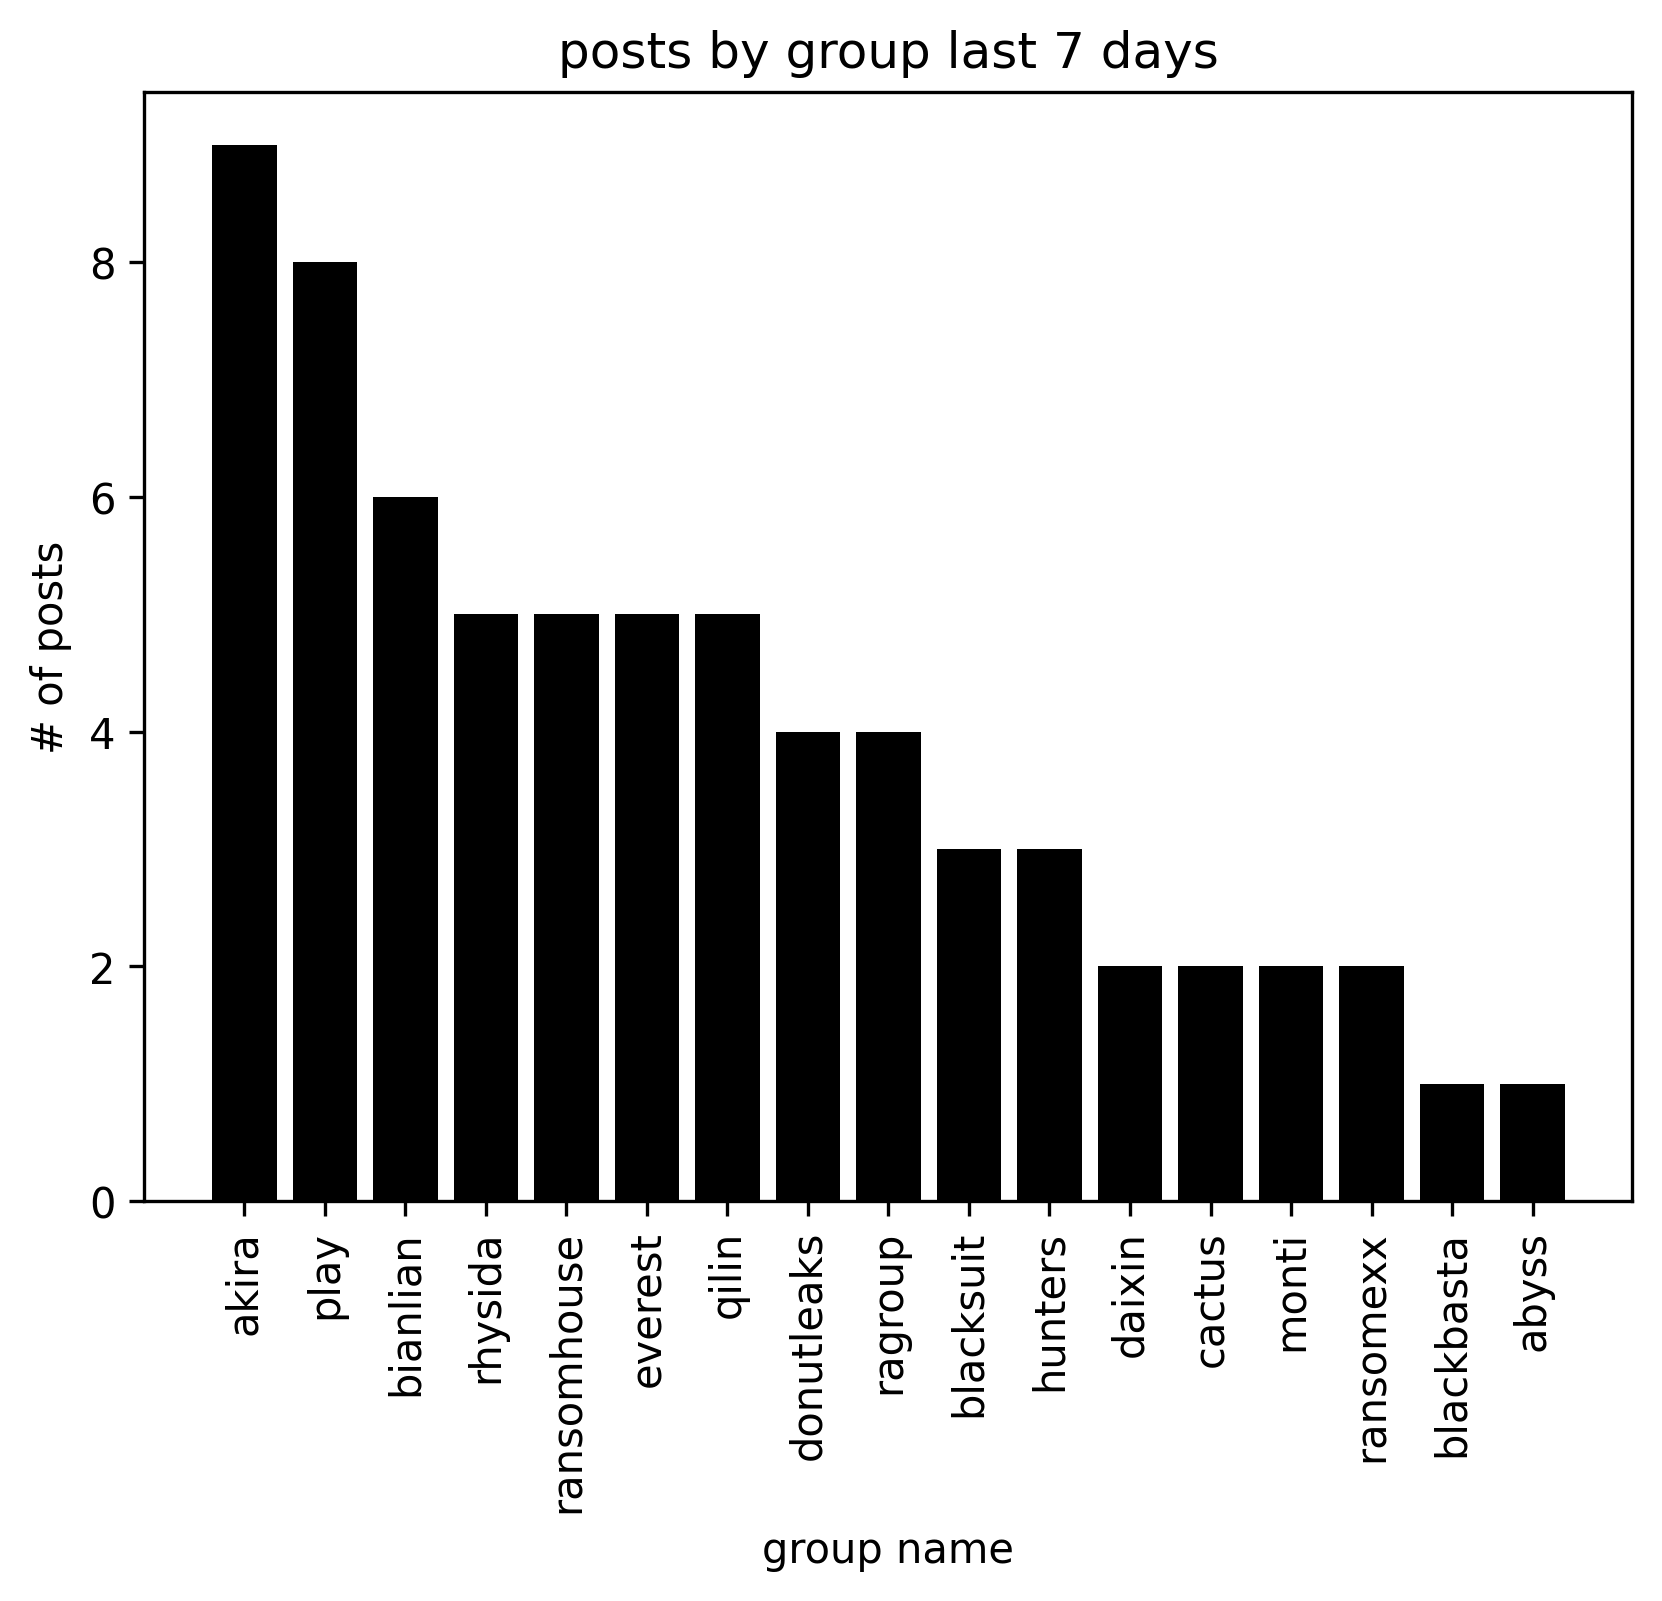 posts by group last 7 days
# of posts
8
6
4
2
0
akira
play
bianlian
rhysida
ransomhouse
everest
qilin
donutleaks
ragroup
blacksuit
hunters
daixin
cactus
monti
ransomexx
blackbasta
abyss
group name